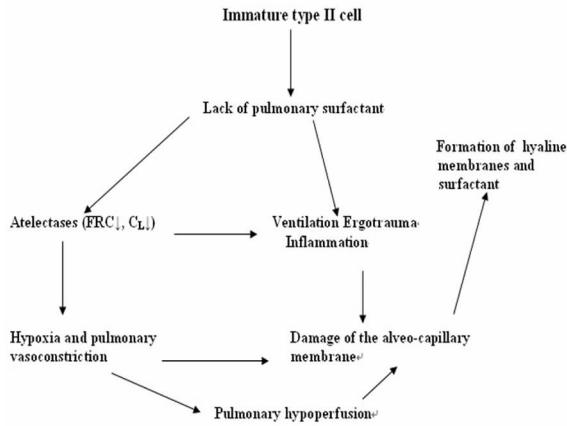 Immature type II cell
Lack of pulmonary surfactant
Formation of hyaline
membranes and
surfactant
Atelectases (FRC↓, CL↓)
Ventilation Ergotrauma
Inflammation
Hypoxia and pulmonary
vasoconstriction
Damage of the alveo-capillary
membrane↵
Pulmonary hypoperfusion↵